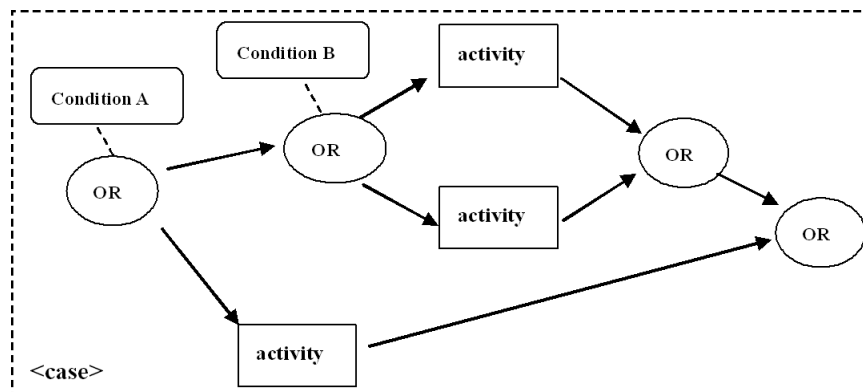 Condition B
activity
Condition A
OR
OR
OR
activity
OR
activity
<case>